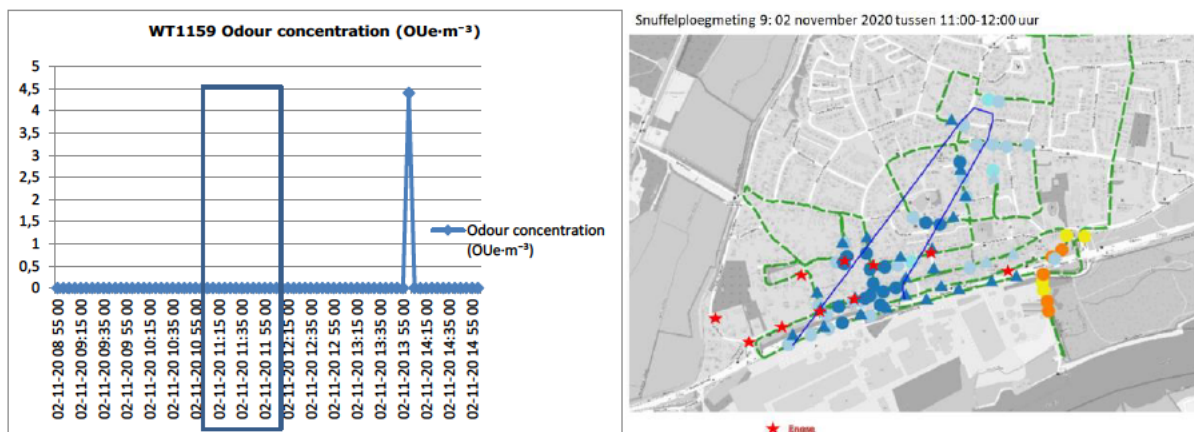 WT1159 Odour concentration (OUe·m⁻³)
5
4,5
4
3,5
3
2,5
2
1,5
1
0,5
0
Odour concentration
(OUe·m⁻³)
02-11-20 08 55 00
02-11-20 09 15 00
02-11-20 09 35 00
02-11-20 09 55 00
02-11-20 10 15 00
02-11-20 10 35 00
02-11-20 10 55 00
02-11-20 11 15 00
02-11-20 11 35 00
02-11-20 11 55 00
02-11-20 12 15 00
02-11-20 12 35 00
02-11-20 12 55 00
02-11-20 13 15 00
02-11-20 13 35 00
02-11-20 13 55 00
02-11-20 14 15 00
02-11-20 14 35 00
02-11-20 14 55 00
Snuffelploegmeting 9: 02 november 2020 tussen 11:00-12:00 uur